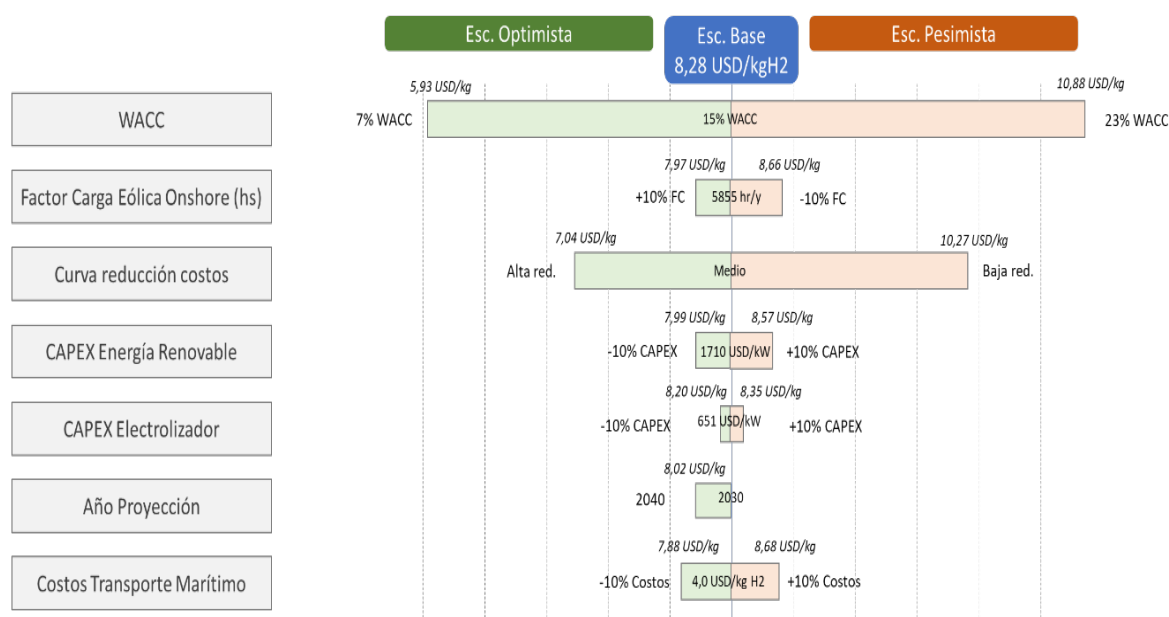 Esc. Optimista
Esc. Base
8,28 USD/kgH2
Esc. Pesimista
WACC
5,93 USD/kg
10,88 USD/kg
7% WACC
15% WACC
23% WACC
Factor Carga Eólica Onshore (hs)
7,97 USD/kg
8,66 USD/kg
+10% FC
5855 hr/y
-10% FC
Curva reducción costos
7,04 USD/kg
10,27 USD/kg
Alta red.
Medio
Baja red.
CAPEX Energía Renovable
7,99 USD/kg
8,57 USD/kg
-10% CAPEX
1710 USD/kW
+10% CAPEX
CAPEX Electrolizador
8,20 USD/kg
8,35 USD/kg
-10% CAPEX
651 USD/kW
+10% CAPEX
Año Proyección
8,02 USD/kg
2040
2030
Costos Transporte Marítimo
7,88 USD/kg
8,68 USD/kg
-10% Costos
4,0 USD/kg H2
+10% Costos